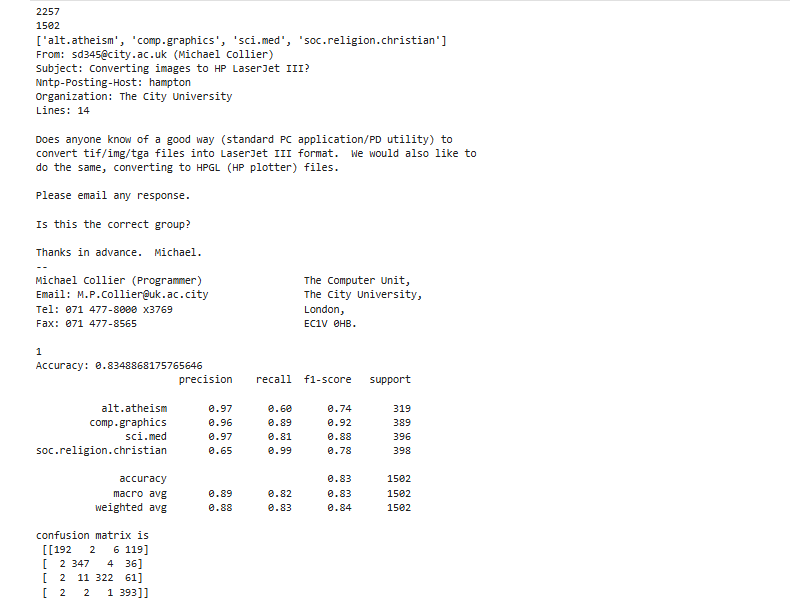 2257
1502
['alt.atheism', 'comp.graphics', 'sci.med', 'soc.religion.christian']
From: sd345@city.ac.uk (Michael Collier)
Subject: Converting images to HP LaserJet III?
Nntp-Posting-Host: hampton
Organization: The City University
Lines: 14

Does anyone know of a good way (standard PC application/PD utility) to
convert tif/img/tga files into LaserJet III format.  We would also like to
do the same, converting to HPGL (HP plotter) files.

Please email any response.

Is this the correct group?

Thanks in advance.  Michael.
--
Michael Collier (Programmer)                 The Computer Unit,
Email: M.P.Collier@uk.ac.city                The City University,
Tel: 071 477-8000 x3769                      London,
Fax: 071 477-8565                            EC1V 0HB.

1
Accuracy: 0.8348868175765646
                        precision    recall  f1-score   support

           alt.atheism       0.97      0.60      0.74       319
         comp.graphics       0.96      0.89      0.92       389
               sci.med       0.97      0.81      0.88       396
soc.religion.christian       0.65      0.99      0.78       398

              accuracy                           0.83      1502
             macro avg       0.89      0.82      0.83      1502
          weighted avg       0.88      0.83      0.84      1502

confusion matrix is
 [[192   2   6 119]
 [  2 347   4  36]
 [  2  11 322  61]
 [  2   2   1 393]]